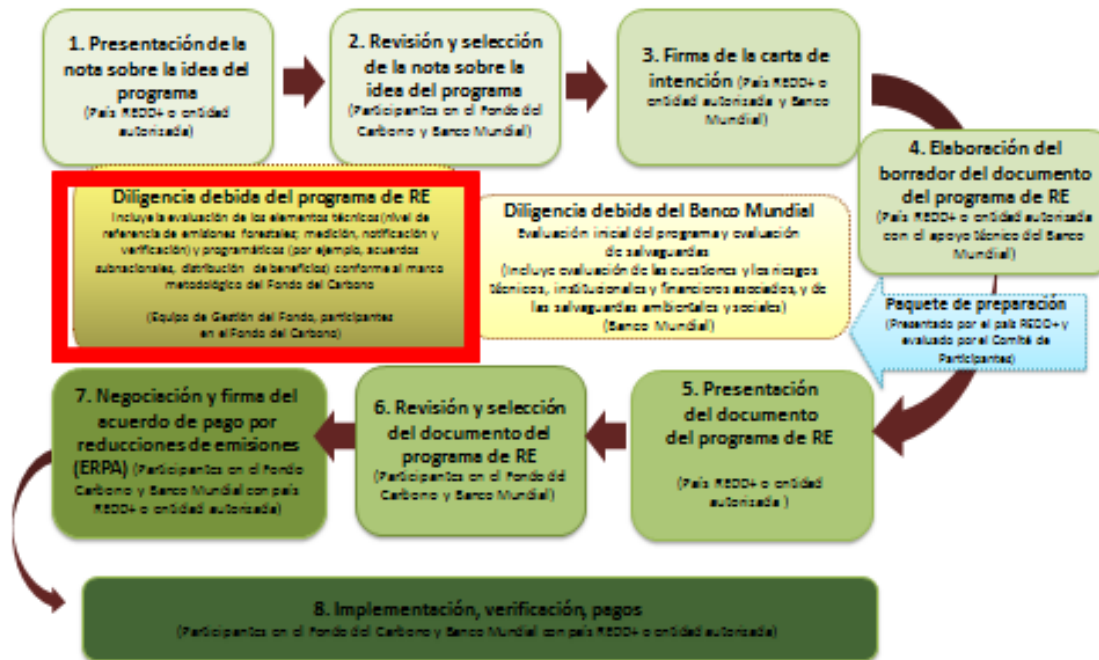 1. Presentación de la
nota sobre la idea del
programa
(País REDD+ o entidad
autorizada)
2. Revisión y selección
de la nota sobre la
idea del programa
(Participantes en el Fondo del
Carbono y Banco Mundial)
3. Firma de la carta de
intención (País REDD+ o
entidad autorizada y Banco
Mundial)
4. Elaboración del
borrador del documento
del programa de RE
(País REDD+ o entidad autorizada
con el apoyo técnico del Banco
Mundial)
Diligencia debida del programa de RE
Incluye la evaluación de los elementos técnicos (nivel de
referencia de emisiones forestales; medición, notificación y
verificación) y programáticos (por ejemplo, acuerdos
subnacionales, distribución de beneficios) conforme al marco
metodológico del Fondo del Carbono
(Equipo de Gestión del Fondo, participantes
en el Fondo del Carbono)
Diligencia debida del Banco Mundial
Evaluación inicial del programa y evaluación
de salvaguardas
(Incluye evaluación de las cuestiones y los riesgos
técnicos, institucionales y financieros asociados, y de
las salvaguardas ambientales y sociales)
(Banco Mundial)
Paquete de preparación
(Presentado por el país REDD+ y
evaluado por el Comité de
Participantes)
5. Presentación
del documento
del programa de RE
(País REDD+ o entidad
autorizada )
6. Revisión y selección
del documento del
programa de RE
(Participantes en el Fondo del
Carbono y Banco Mundial)
7. Negociación y firma del
acuerdo de pago por
reducciones de emisiones
(ERPA) (Participantes en el Fondo
Carbono y Banco Mundial con país
REDD+ o entidad autorizada)
8. Implementación, verificación, pagos
(Participantes en el Fondo del Carbono y Banco Mundial con país REDD+ o entidad autorizada)